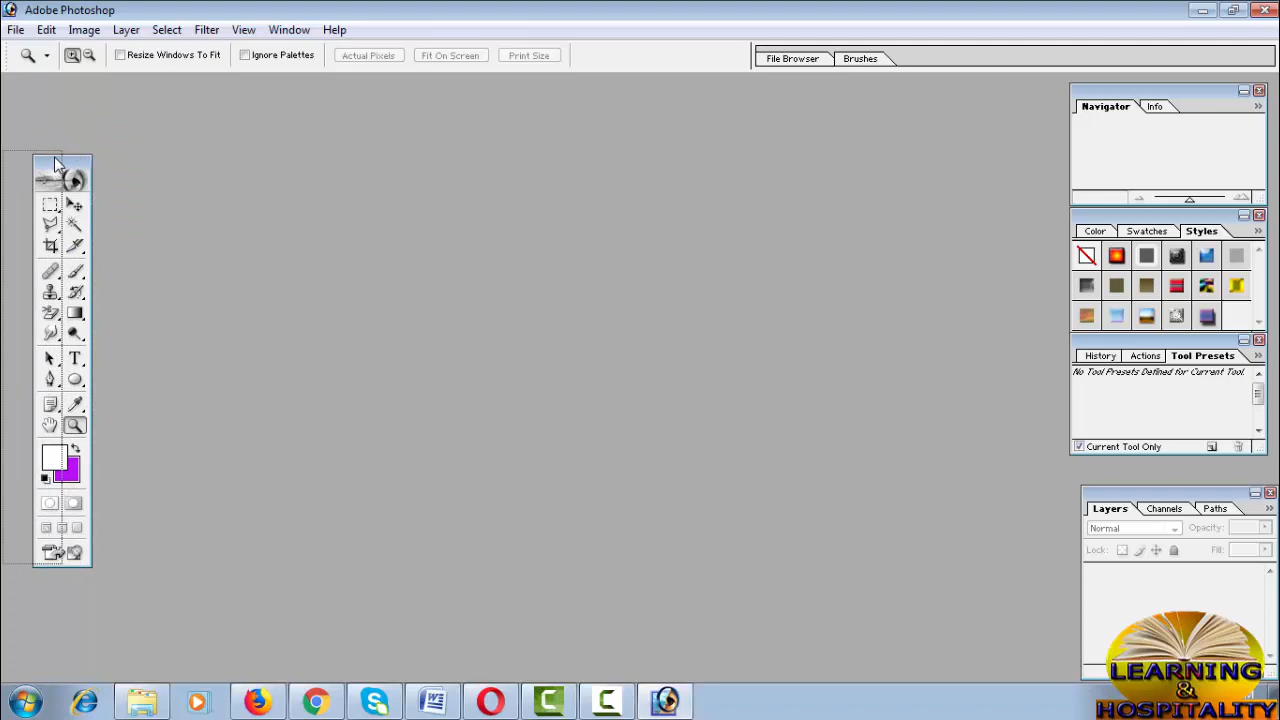 Adobe Photoshop
File Edit Image Layer Select Filter View Window Help
Resize Windows To Fit Ignore Palettes Actual Pixels Fit On Screen Print Size File Browser Brushes
Navigator Info
Color Swatches Styles
History Actions Tool Presets
No Tool Presets Defined for Current Tool.
Current Tool Only
Layers Channels Paths
Normal Opacity:
Lock: Fill:
T
LEARNING
&
HOSPITALITY